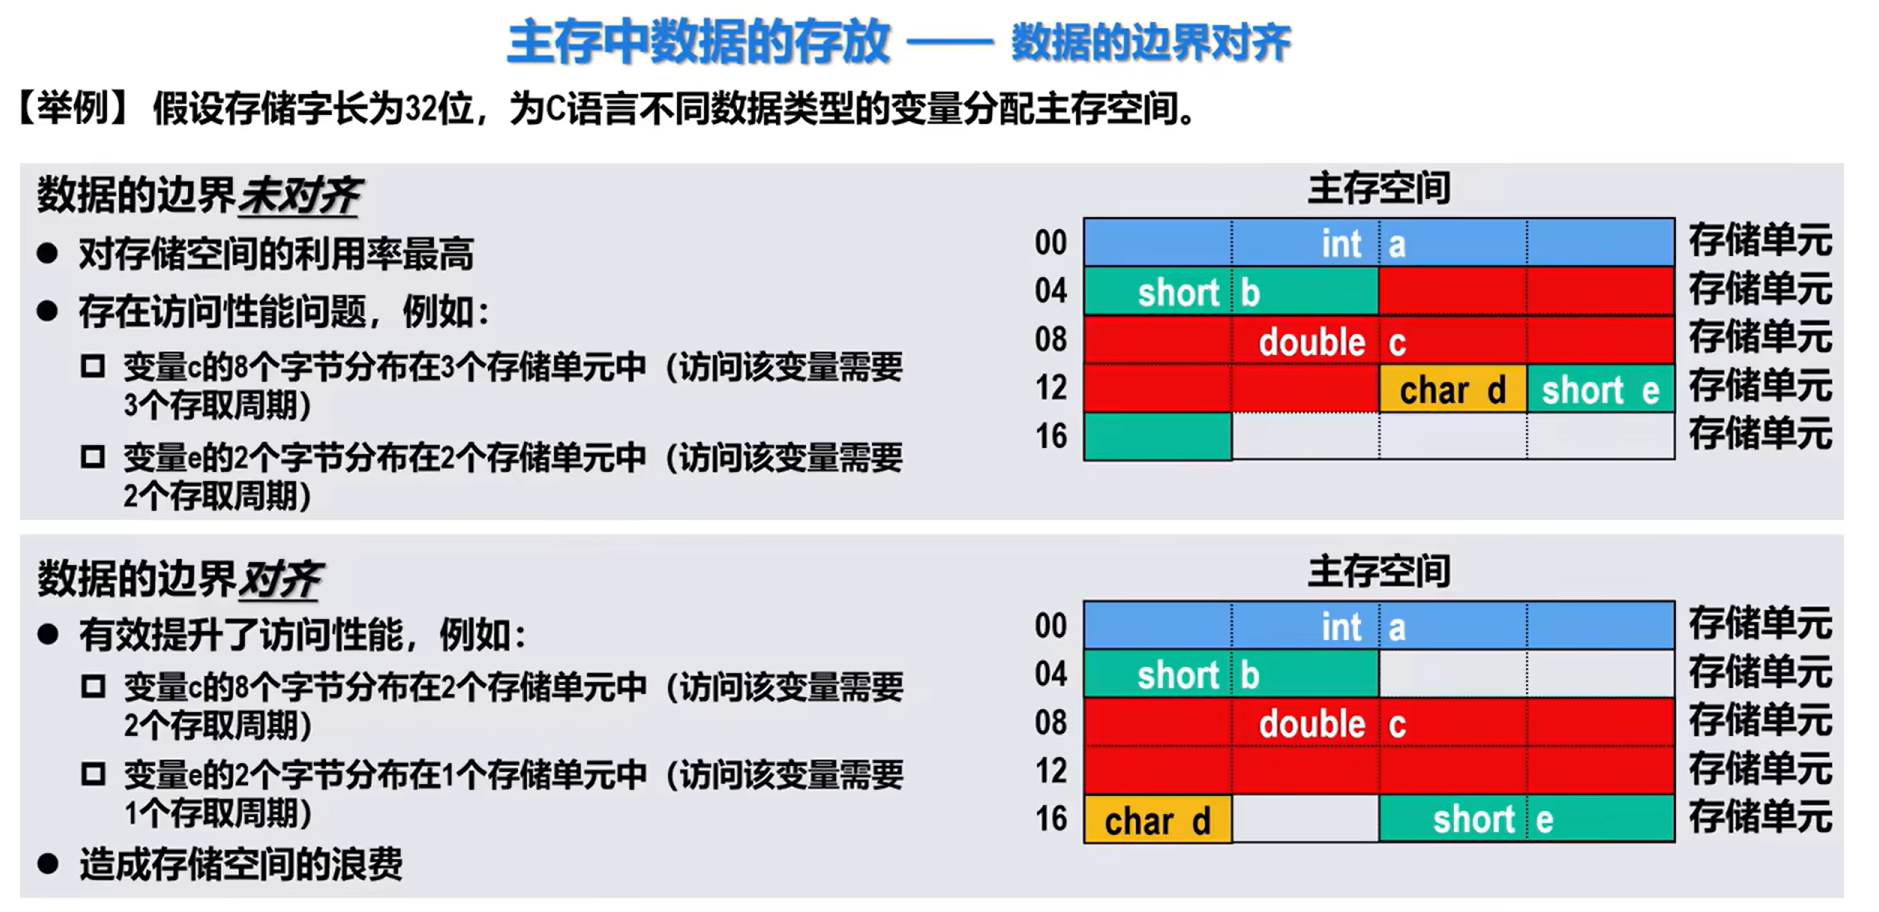 主存中数据的存放 —— 数据的边界对齐
【举例】 假设存储字长为32位，为C语言不同数据类型的变量分配主存空间。
数据的边界未对齐
● 对存储空间的利用率最高
● 存在访问性能问题，例如：
变量c的8个字节分布在3个存储单元中（访问该变量需要
3个存取周期）
变量e的2个字节分布在2个存储单元中（访问该变量需要
2个存取周期）
主存空间
00 int a 存储单元
04 short b 存储单元
08 double c 存储单元
12 char d short e 存储单元
16 存储单元
数据的边界对齐
● 有效提升了访问性能，例如：
变量c的8个字节分布在2个存储单元中（访问该变量需要
2个存取周期）
变量e的2个字节分布在1个存储单元中（访问该变量需要
1个存取周期）
● 造成存储空间的浪费
主存空间
00 int a 存储单元
04 short b 存储单元
08 double c 存储单元
12 存储单元
16 char d short e 存储单元